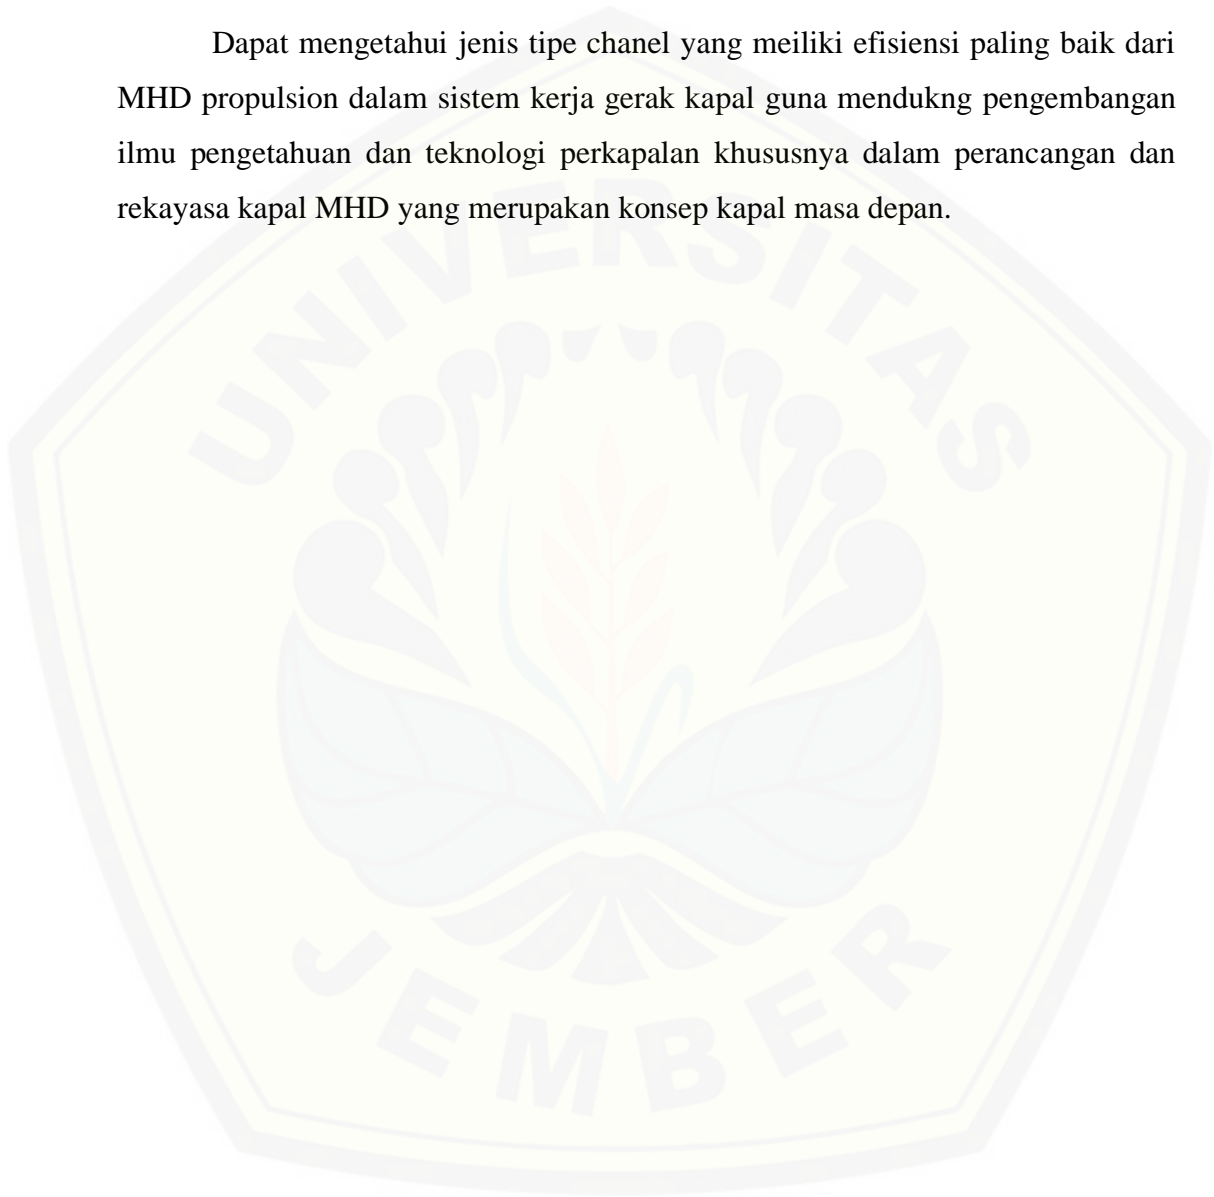 Dapat mengetahui jenis tipe chanel yang meiliki efisiensi paling baik dari
MHD propulsion dalam sistem kerja gerak kapal guna mendukng pengembangan
ilmu pengetahuan dan teknologi perkapalan khususnya dalam perancangan dan
rekayasa kapal MHD yang merupakan konsep kapal masa depan.
UNIVERSITAS
JEMBER